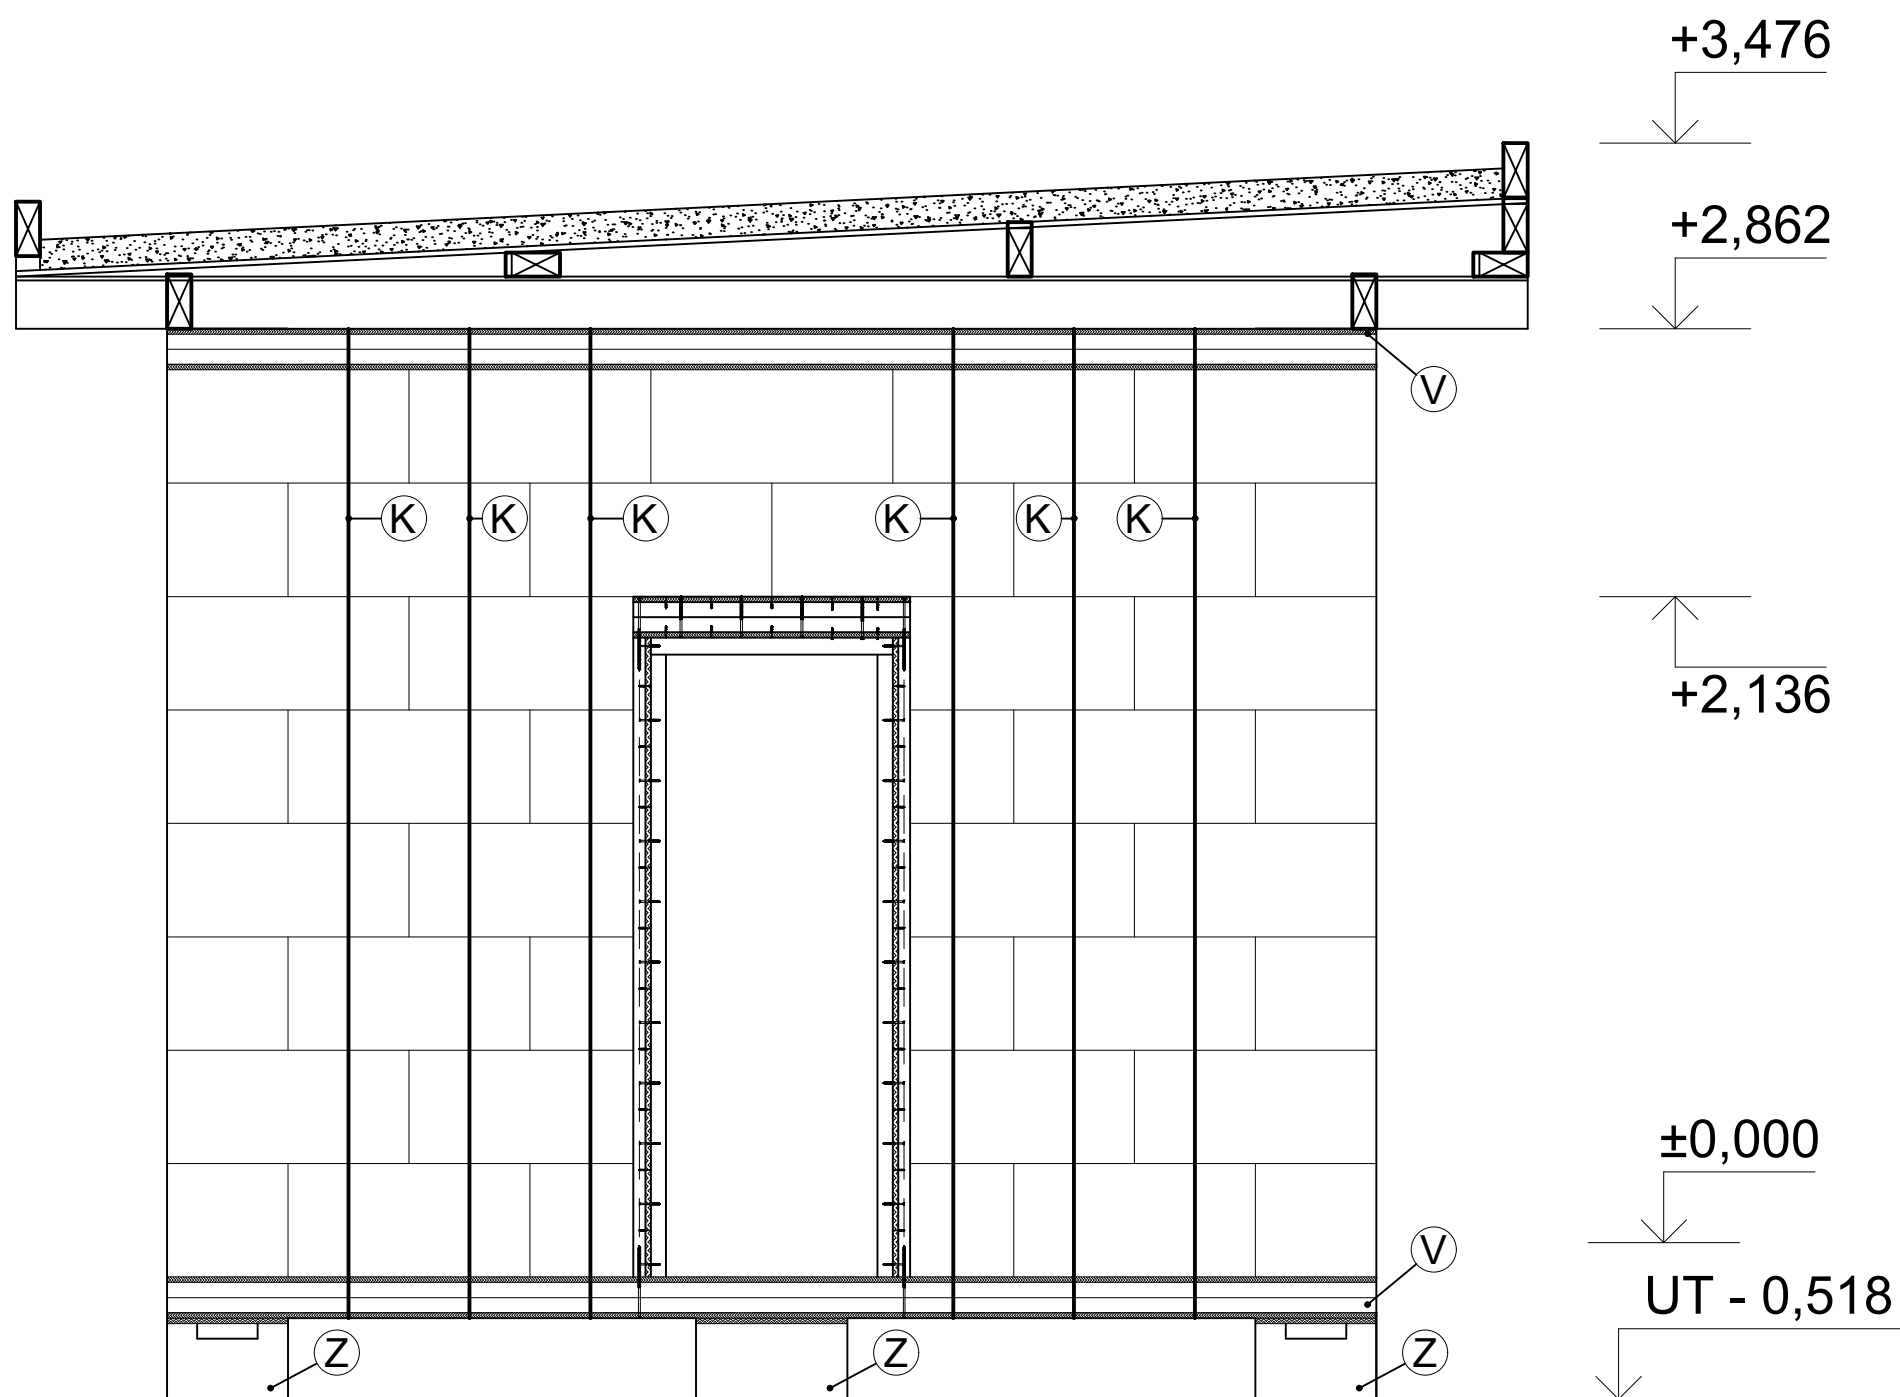 +3,476
+2,862
V
K K K K K K
+2,136
±0,000
V
UT - 0,518
Z Z Z